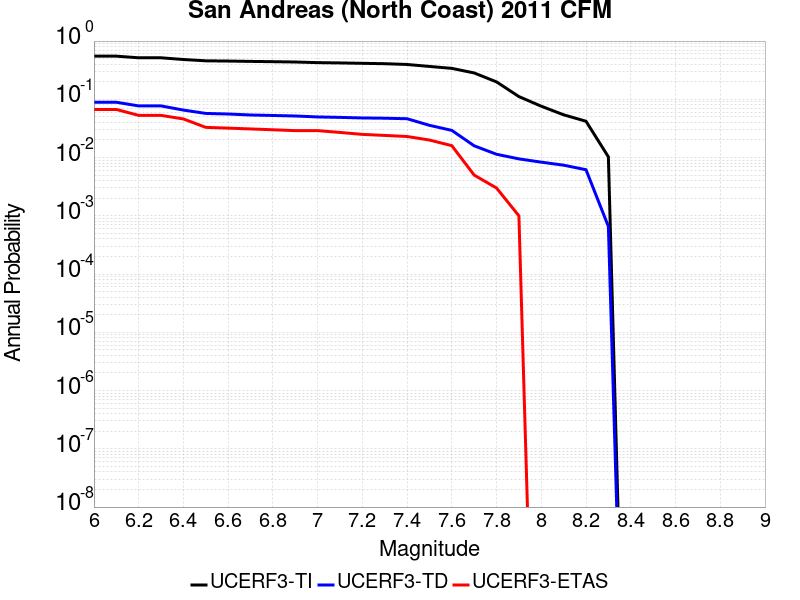 San Andreas (North Coast) 2011 CFM
10^0
10^-1
10^-2
10^-3
10^-4
10^-5
10^-6
10^-7
10^-8
Annual Probability
6 6.2 6.4 6.6 6.8 7 7.2 7.4 7.6 7.8 8 8.2 8.4 8.6 8.8 9
Magnitude
UCERF3-TI UCERF3-TD UCERF3-ETAS